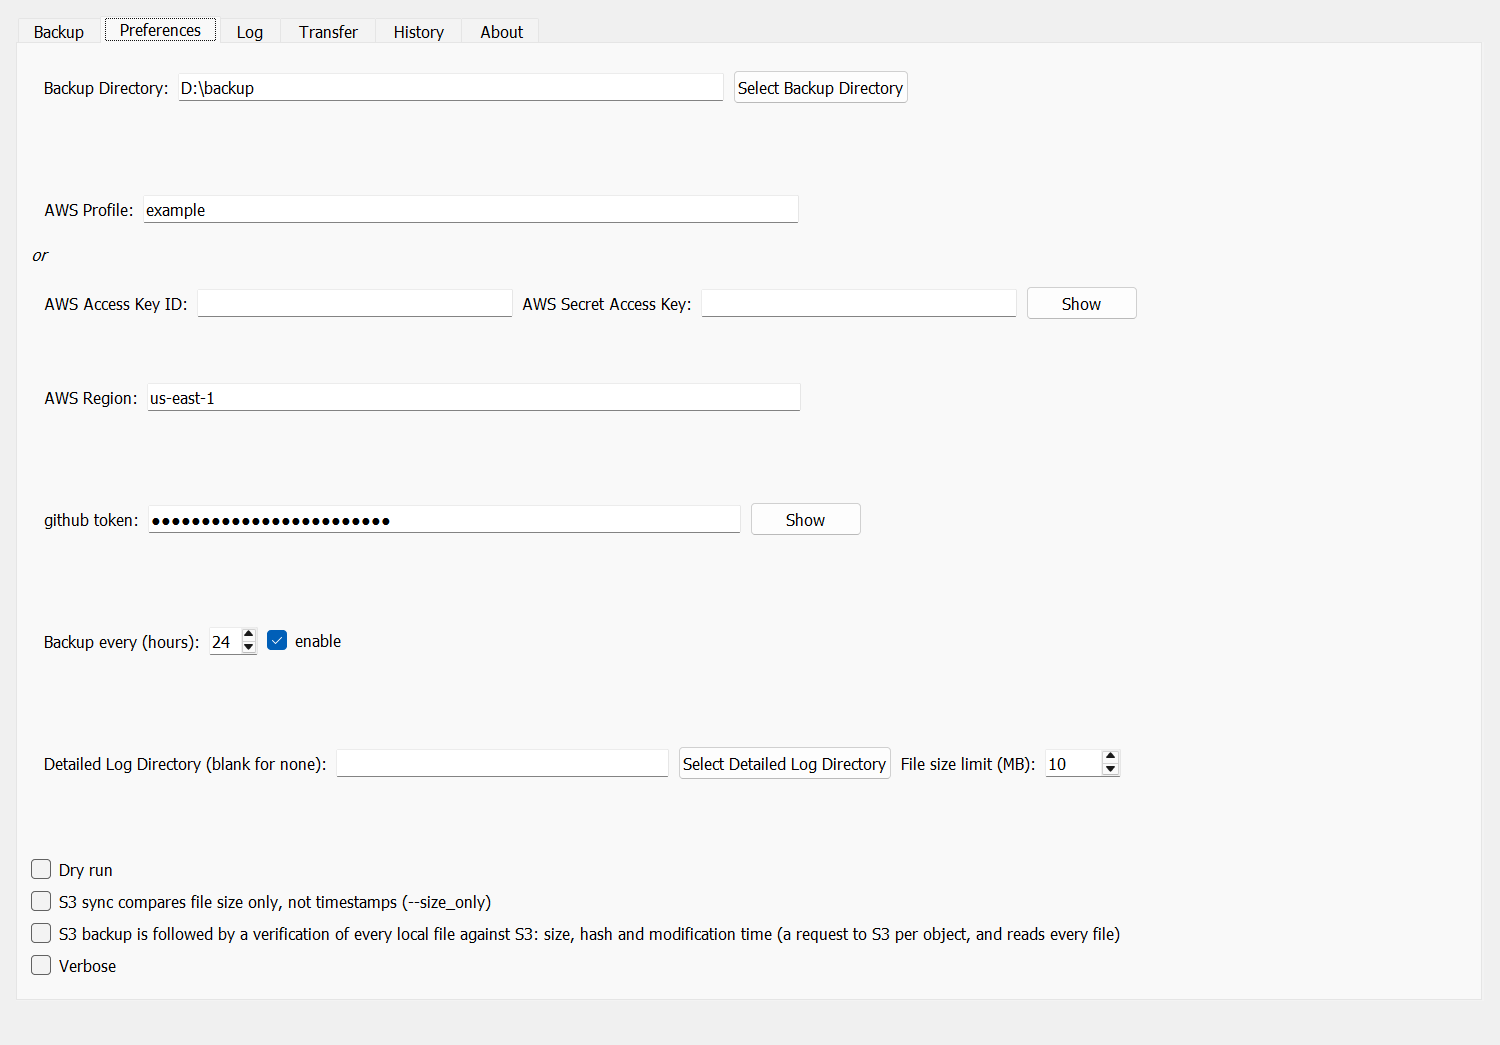 Backup Preferences Log Transfer History About
Backup Directory: D:\backup Select Backup Directory
AWS Profile: example
or
AWS Access Key ID: AWS Secret Access Key: Show
AWS Region: us-east-1
github token: ●●●●●●●●●●●●●●●●●●●●●●●● Show
Backup every (hours): 24 enable
Detailed Log Directory (blank for none): Select Detailed Log Directory File size limit (MB): 10
Dry run
S3 sync compares file size only, not timestamps (--size_only)
S3 backup is followed by a verification of every local file against S3: size, hash and modification time (a request to S3 per object, and reads every file)
Verbose